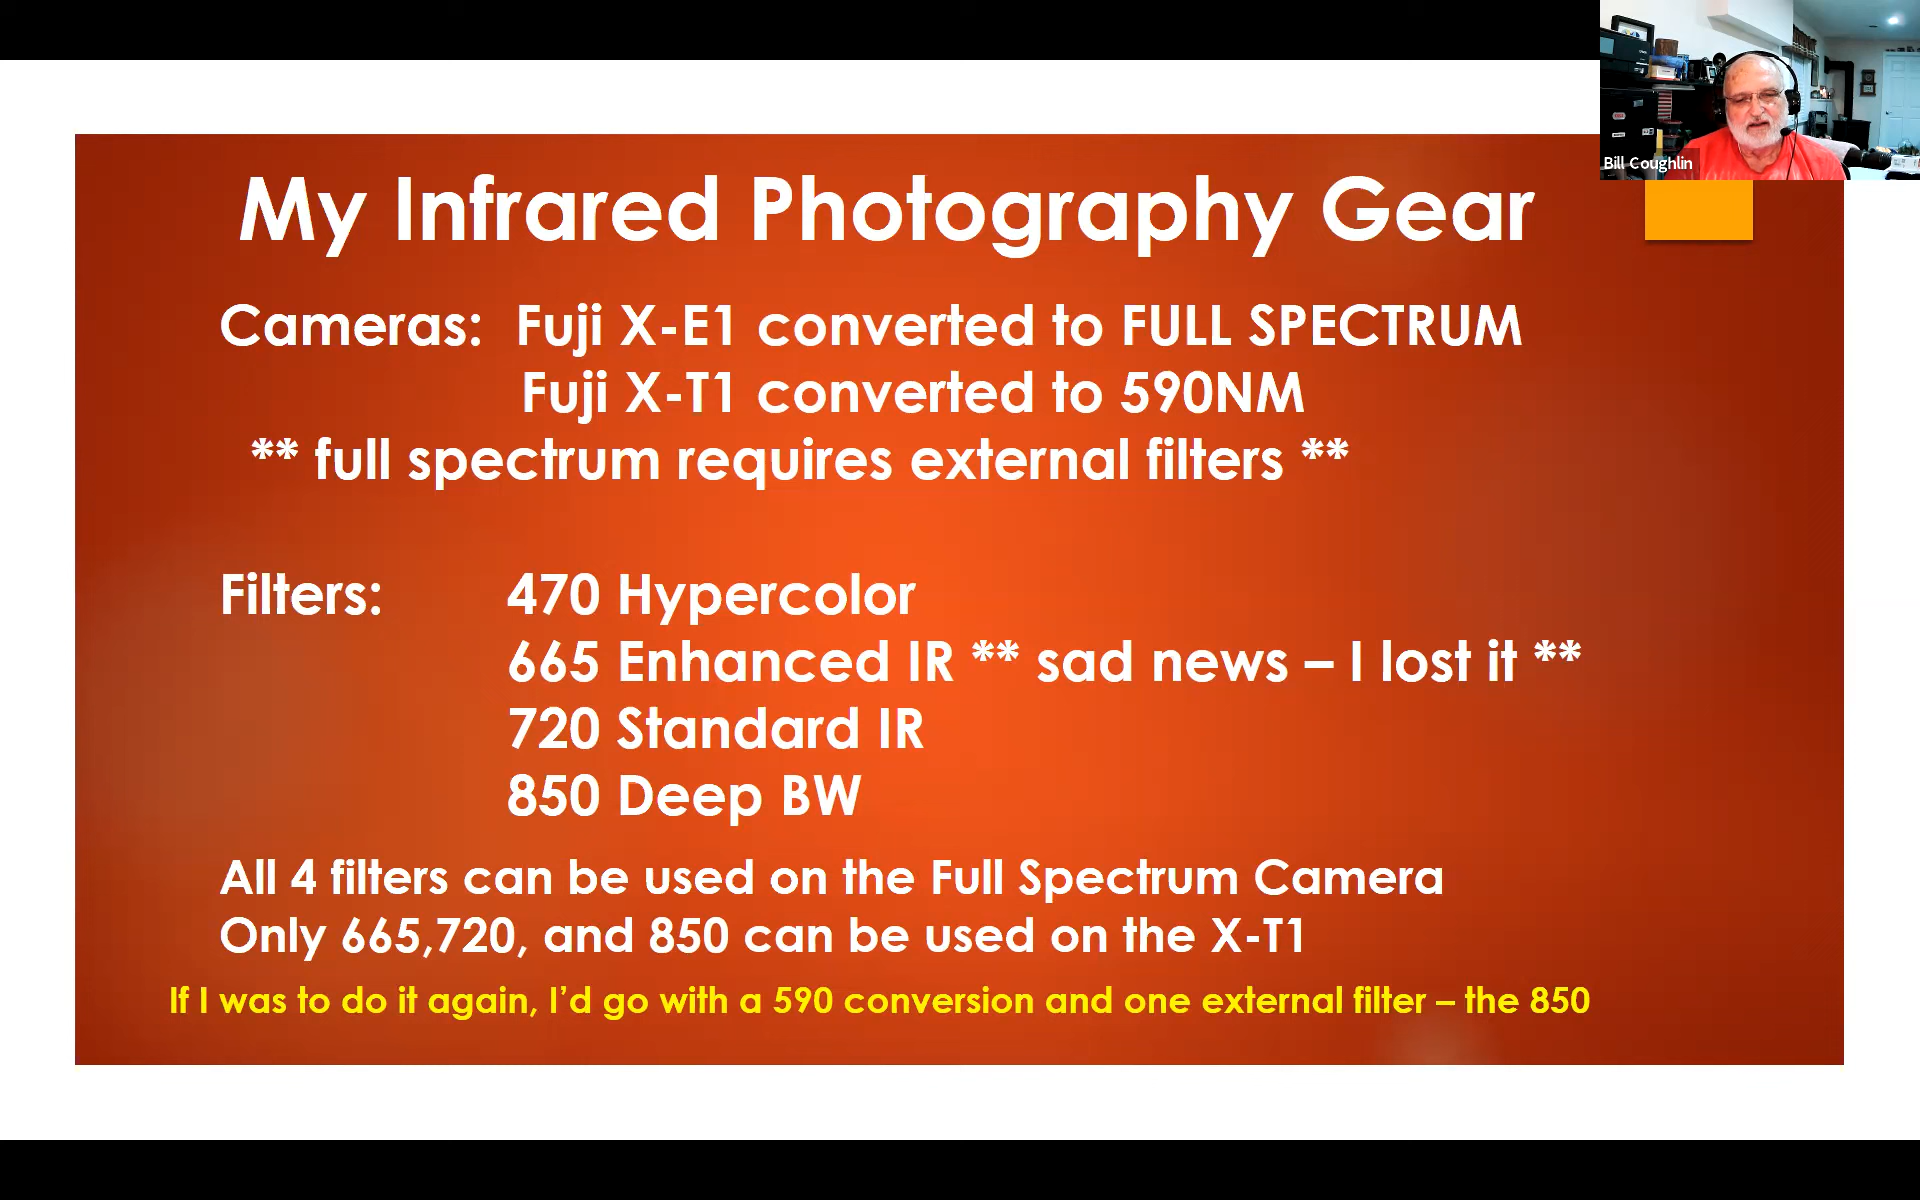 My Infrared Photography Gear
Cameras: Fuji X-E1 converted to FULL SPECTRUM
Fuji X-T1 converted to 590NM
** full spectrum requires external filters **
Filters: 470 Hypercolor
665 Enhanced IR ** sad news – I lost it **
720 Standard IR
850 Deep BW
All 4 filters can be used on the Full Spectrum Camera
Only 665,720, and 850 can be used on the X-T1
If I was to do it again, I’d go with a 590 conversion and one external filter – the 850
Bill Coughlin